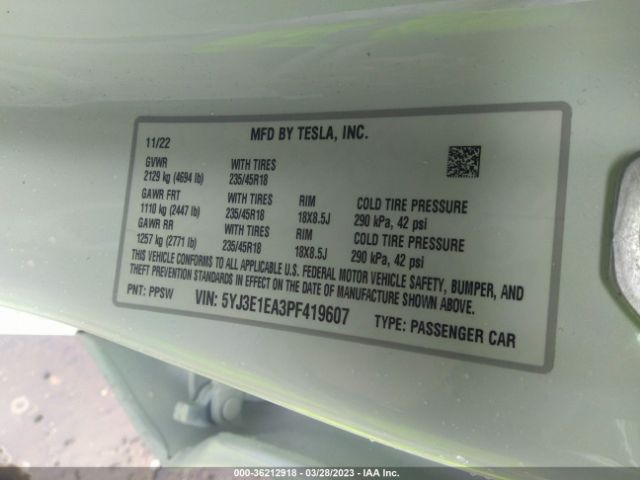 MFD BY TESLA, INC.
11/22
GVWR WITH TIRES
2129 kg (4694 lb) 235/45R18
GAWR FRT WITH TIRES RIM COLD TIRE PRESSURE
1110 kg (2447 lb) 235/45R18 18X8.5J 290 kPa, 42 psi
GAWR RR WITH TIRES RIM COLD TIRE PRESSURE
1257 kg (2771 lb) 235/45R18 18X8.5J 290 kPa, 42 psi
THIS VEHICLE CONFORMS TO ALL APPLICABLE U.S. FEDERAL MOTOR VEHICLE SAFETY, BUMPER, AND
THEFT PREVENTION STANDARDS IN EFFECT ON THE DATE OF MANUFACTURE SHOWN ABOVE.
PNT: PPSW VIN: 5YJ3E1EA3PF419607 TYPE: PASSENGER CAR
000-36212918 - 03/28/2023 - IAA Inc.